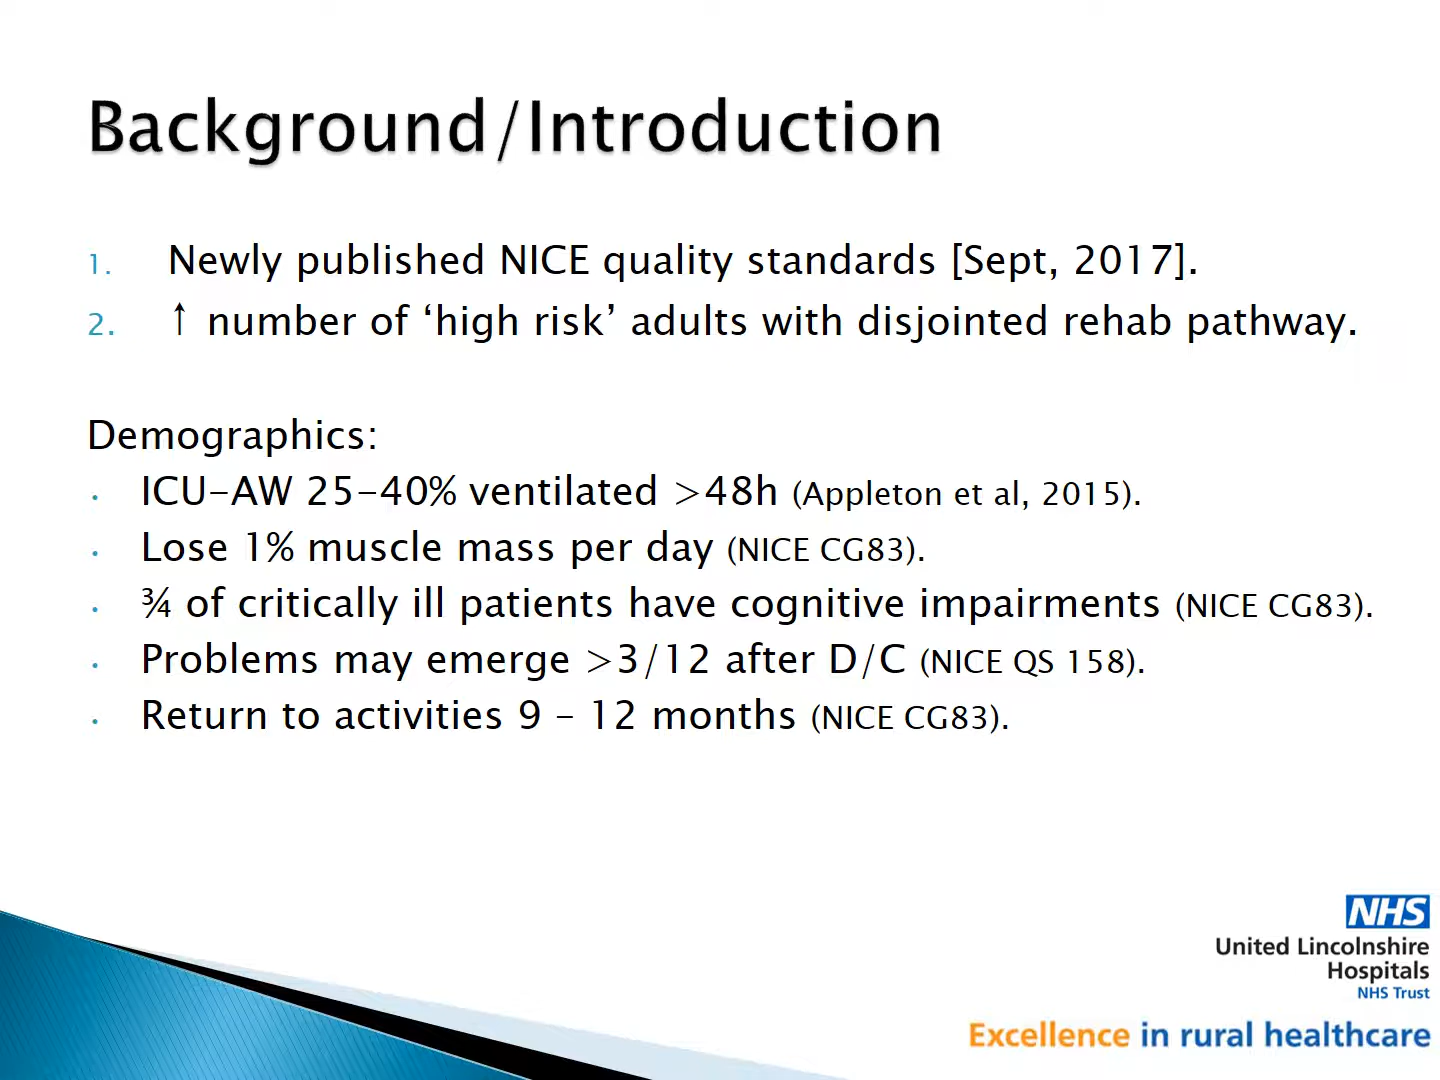 Background/Introduction
1. Newly published NICE quality standards [Sept, 2017].
2. ↑ number of ‘high risk’ adults with disjointed rehab pathway.
Demographics:
• ICU-AW 25-40% ventilated >48h (Appleton et al, 2015).
• Lose 1% muscle mass per day (NICE CG83).
• ¾ of critically ill patients have cognitive impairments (NICE CG83).
• Problems may emerge >3/12 after D/C (NICE QS 158).
• Return to activities 9 – 12 months (NICE CG83).
NHS
United Lincolnshire
Hospitals
NHS Trust
Excellence in rural healthcare